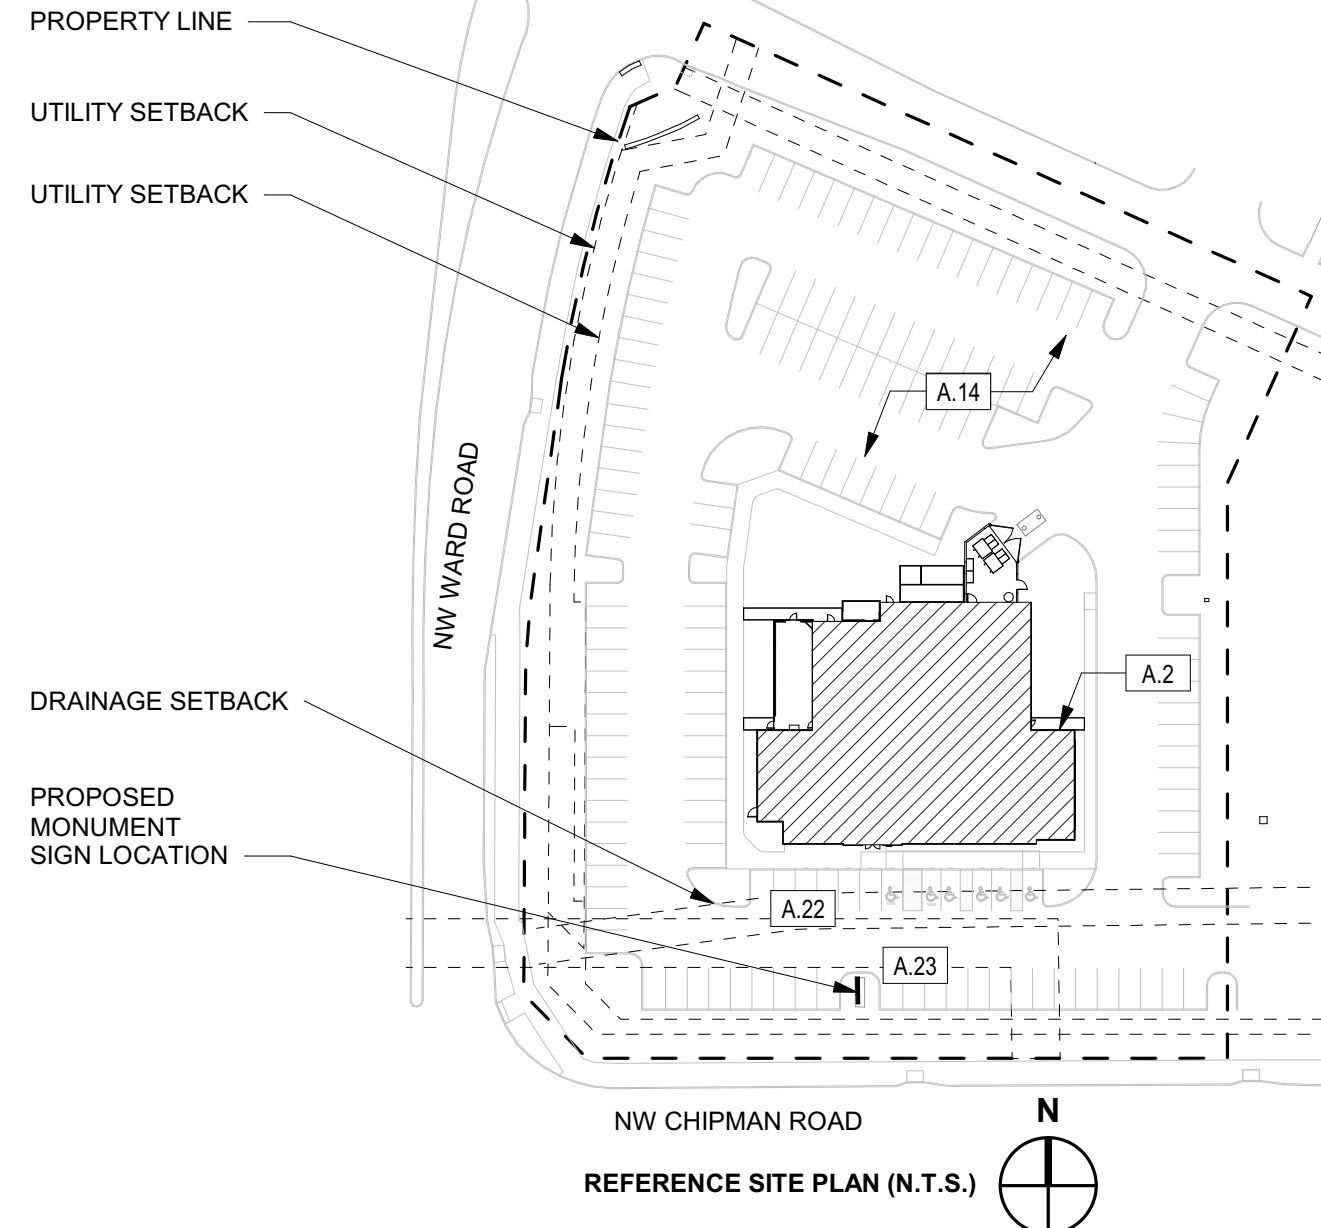 PROPERTY LINE
UTILITY SETBACK
UTILITY SETBACK
A.14
NW WARD ROAD
A.2
DRAINAGE SETBACK
PROPOSED
MONUMENT
SIGN LOCATION
A.22
A.23
NW CHIPMAN ROAD
N
REFERENCE SITE PLAN (N.T.S.)